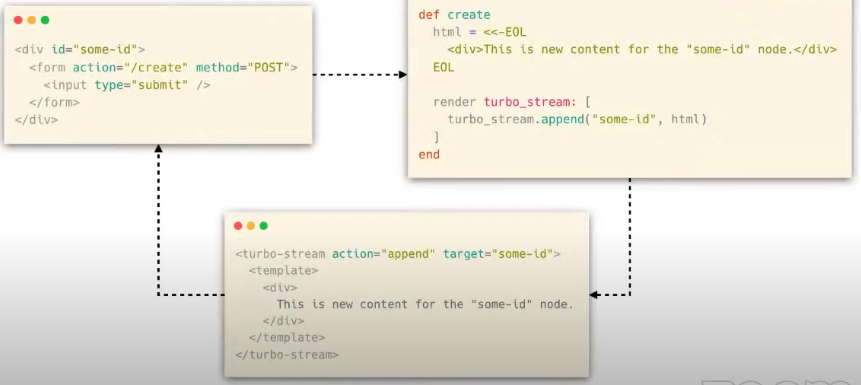 <div id="some-id">
  <form action="/create" method="POST">
    <input type="submit" />
  </form>
</div>
def create
  html = <<-EOL
    <div>This is new content for the "some-id" node.</div>
  EOL

  render turbo_stream: [
    turbo_stream.append("some-id", html)
  ]
end
<turbo-stream action="append" target="some-id">
  <template>
    <div>
      This is new content for the "some-id" node.
    </div>
  </template>
</turbo-stream>